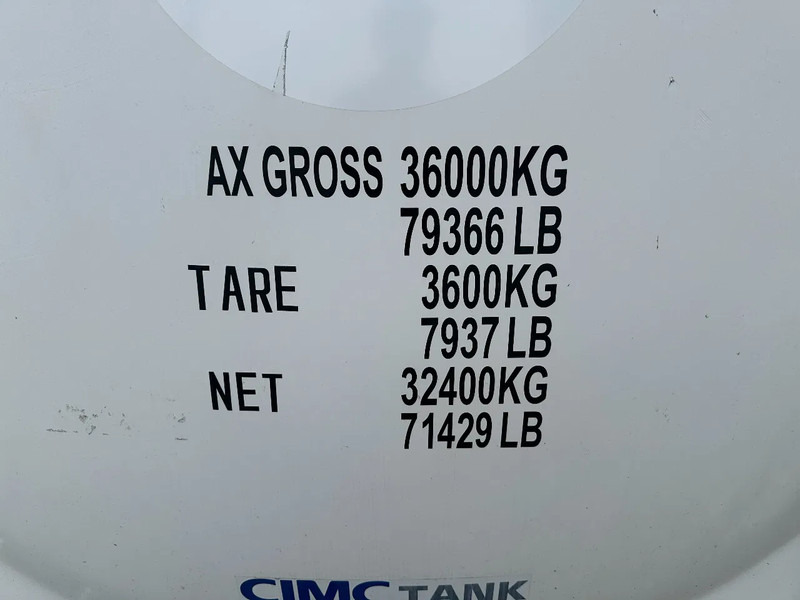 AX GROSS 36000KG
79366 LB
TARE 3600KG
7937 LB
NET 32400KG
71429 LB
CIMC TANK